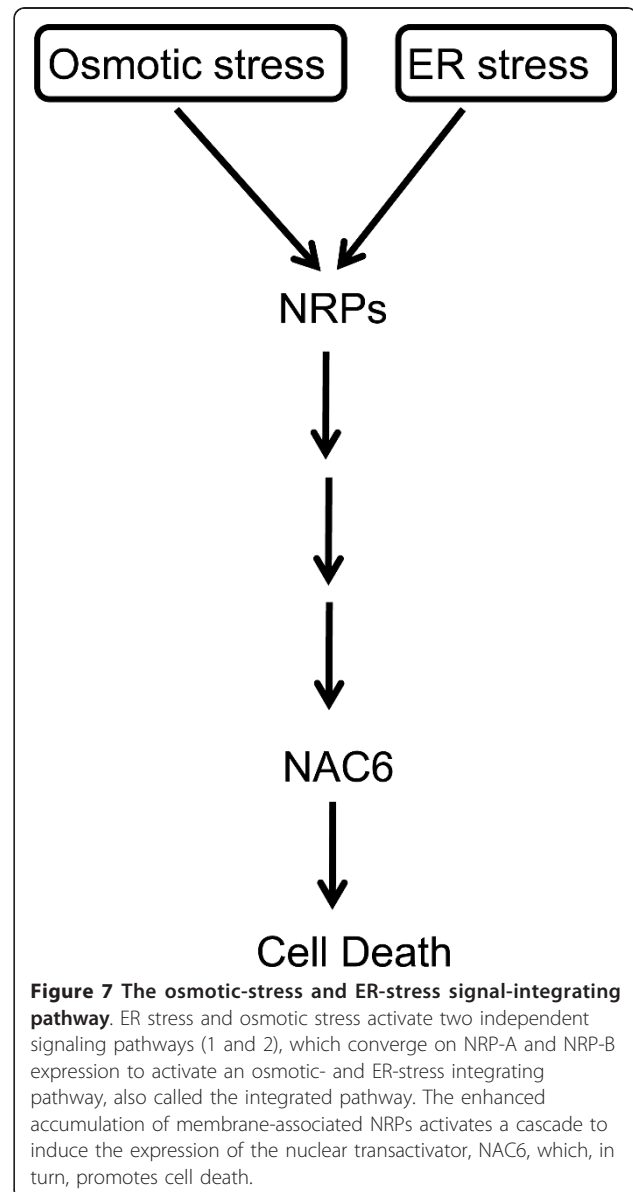 Osmotic stress ER stress
NRPs
NAC6
Cell Death
Figure 7 The osmotic-stress and ER-stress signal-integrating
pathway. ER stress and osmotic stress activate two independent
signaling pathways (1 and 2), which converge on NRP-A and NRP-B
expression to activate an osmotic- and ER-stress integrating
pathway, also called the integrated pathway. The enhanced
accumulation of membrane-associated NRPs activates a cascade to
induce the expression of the nuclear transactivator, NAC6, which, in
turn, promotes cell death.